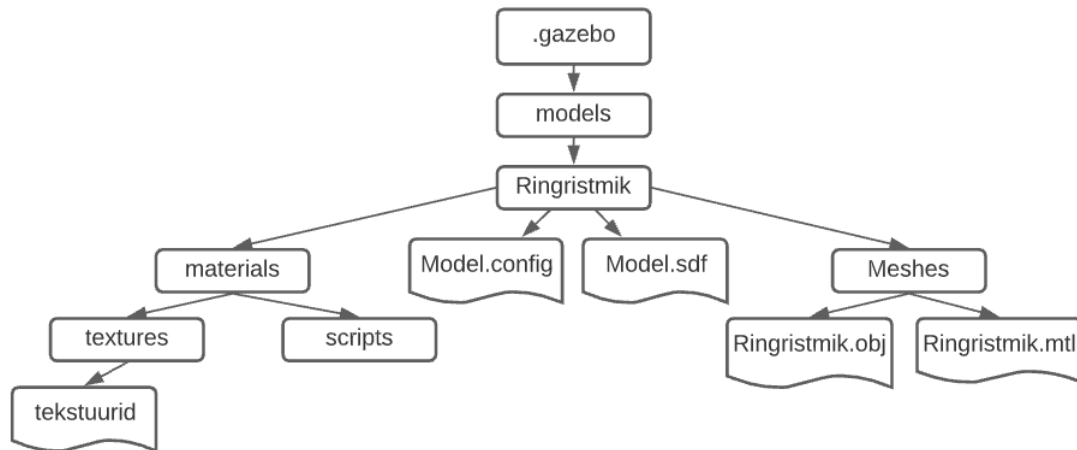 .gazebo
models
Ringristmik
Model.config
Model.sdf
materials
Meshes
textures
scripts
Ringristmik.obj
Ringristmik.mtl
tekstuurid